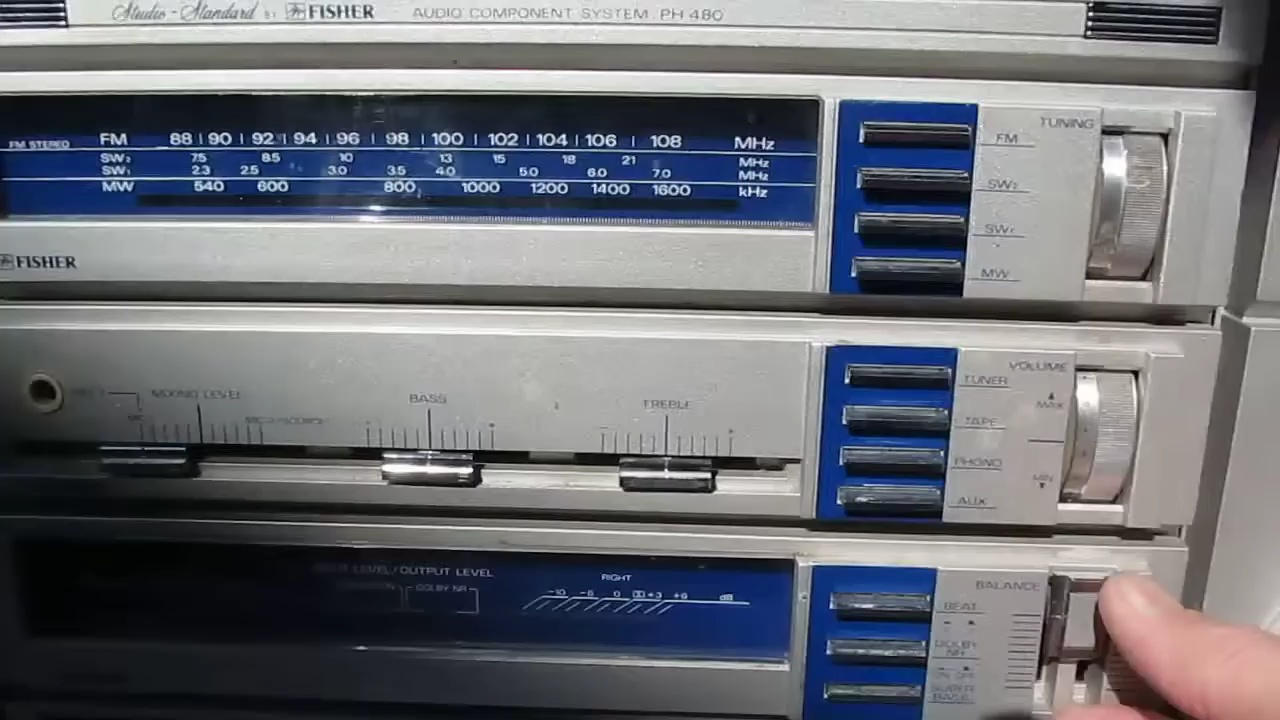 Studio-Standard BY FISHER AUDIO COMPONENT SYSTEM PH 480
FM STEREO FM 88 90 92 94 96 98 100 102 104 106 108 MHz
SW2 7.5 8.5 10 13 15 18 21 MHz
SW1 2.3 2.5 3.0 3.5 4.0 5.0 6.0 7.0 MHz
MW 540 600 800 1000 1200 1400 1600 kHz
FISHER
TUNING
FM
SW2
SW1
MW
MIXING LEVEL
MIC
BASS
TREBLE
VOLUME
TUNER
MAX
TAPE
PHONO
MIN
AUX
LEVEL/OUTPUT LEVEL
DOLBY NR
RIGHT
-10 -5 0 +3 +6 dB
BALANCE
BEAT
DOLBY
NR
ON OFF
SUPER
BASS